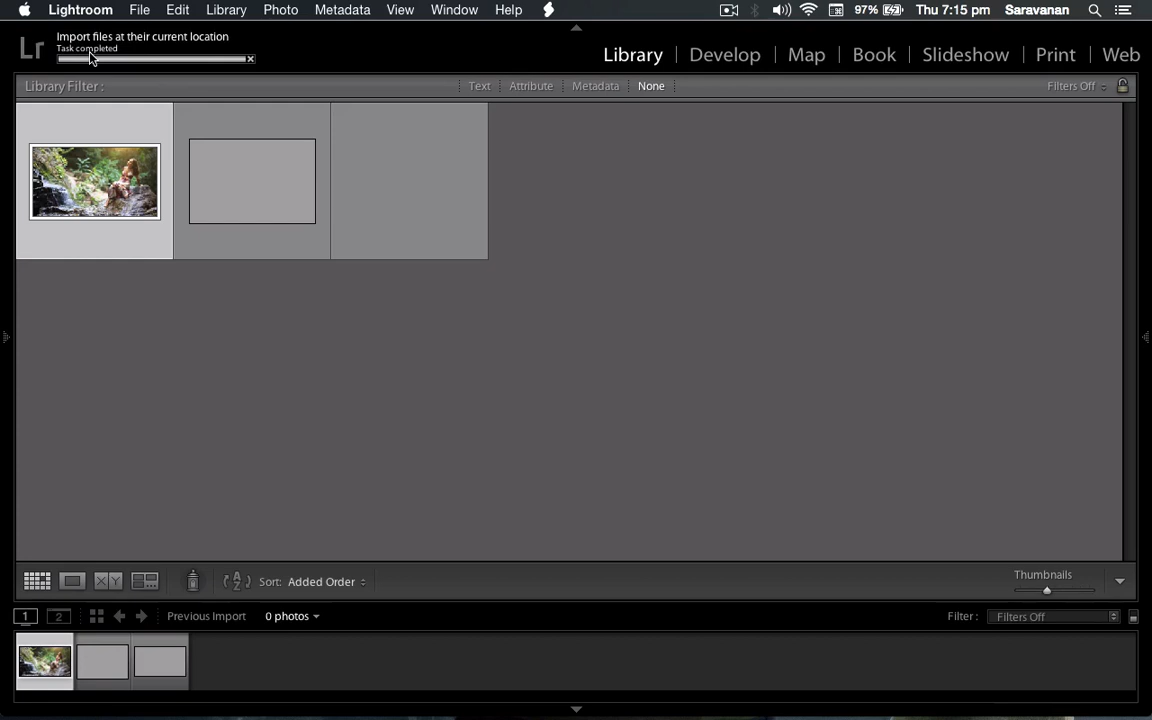 Lightroom File Edit Library Photo Metadata View Window Help 97% Thu 7:15 pm Saravanan
Lr
Import files at their current location
Task completed
Library Develop Map Book Slideshow Print Web
Library Filter : Text Attribute Metadata None Filters Off
X Y
A Z Sort: Added Order Thumbnails
1 2 Previous Import 0 photos Filter : Filters Off